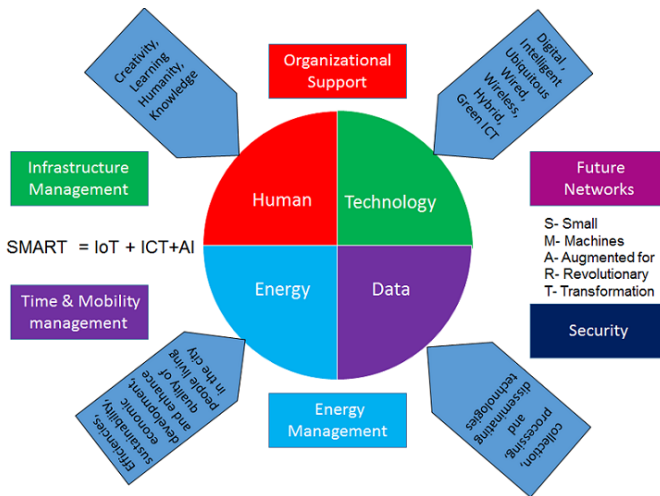 Creativity,
Learning
Humanity,
Knowledge
Organizational
Support
Digital ,
Intelligent
Ubiquitous
Wired,
Wireless,
Hybrid,
Green ICT
Infrastructure
Management
Human
Technology
Future
Networks
SMART = IoT + ICT+AI
S- Small
M- Machines
A- Augmented for
R- Revolutionary
T- Transformation
Time & Mobility
management
Energy
Data
Security
Efficiencies,
sustainability,
economic
development,
and enhance
quality of
people living
in the city
Energy
Management
collection,
processing,
and
disseminating
technologies